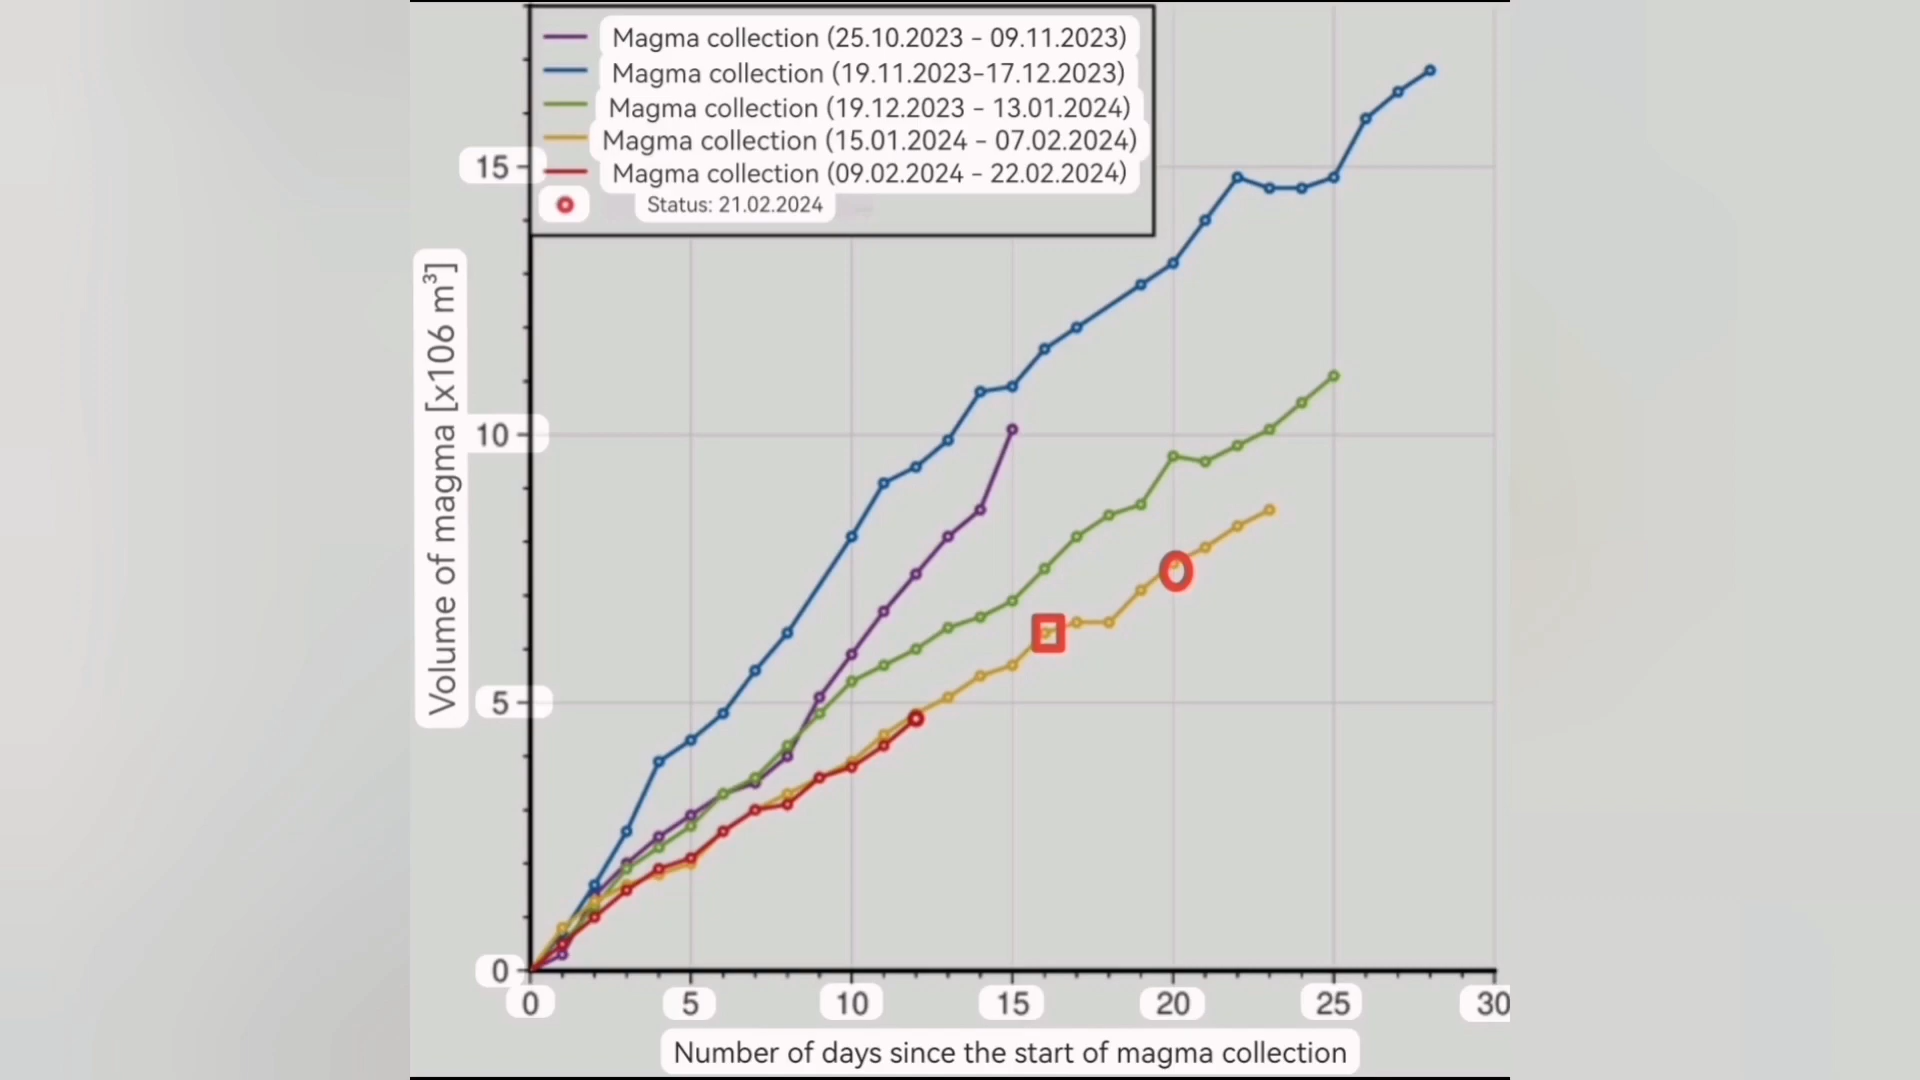 Magma collection (25.10.2023 - 09.11.2023)
Magma collection (19.11.2023-17.12.2023)
Magma collection (19.12.2023 - 13.01.2024)
Magma collection (15.01.2024 - 07.02.2024)
Magma collection (09.02.2024 - 22.02.2024)
Status: 21.02.2024
Volume of magma [x106 m³]
15
10
5
0
0 5 10 15 20 25 30
Number of days since the start of magma collection